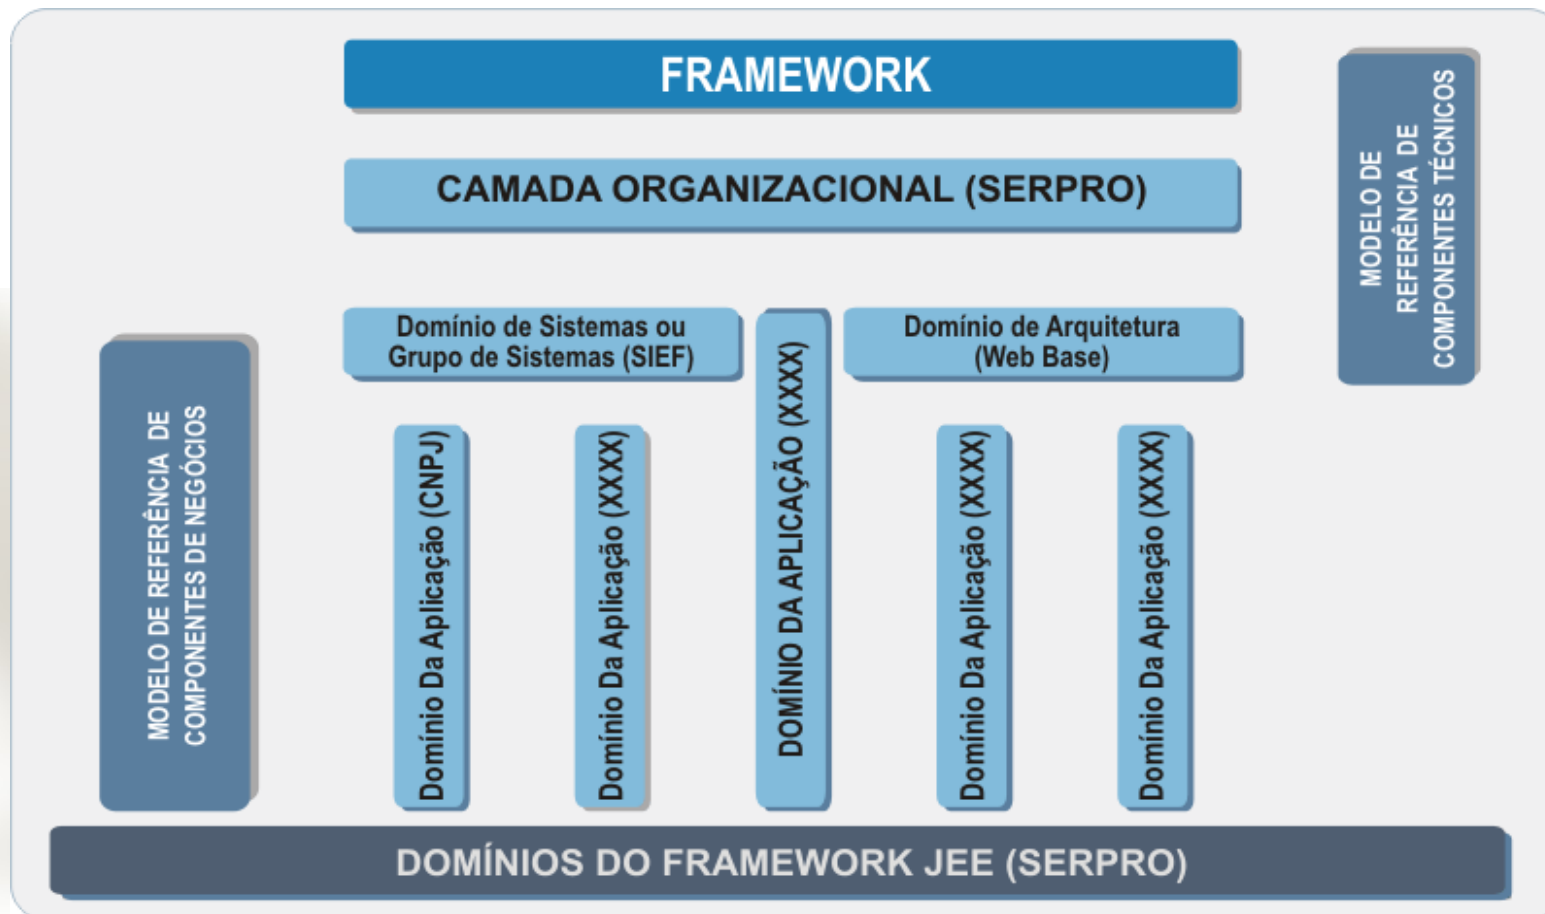 FRAMEWORK
CAMADA ORGANIZACIONAL (SERPRO)
MODELO DE
REFERÊNCIA DE
COMPONENTES TÉCNICOS
Domínio de Sistemas ou
Grupo de Sistemas (SIEF)
DOMÍNIO DA APLICAÇÃO (XXXX)
Domínio de Arquitetura
(Web Base)
MODELO DE REFERÊNCIA DE
COMPONENTES DE NEGÓCIOS
Domínio Da Aplicação (CNPJ)
Domínio Da Aplicação (XXXX)
Domínio Da Aplicação (XXXX)
Domínio Da Aplicação (XXXX)
DOMÍNIOS DO FRAMEWORK JEE (SERPRO)